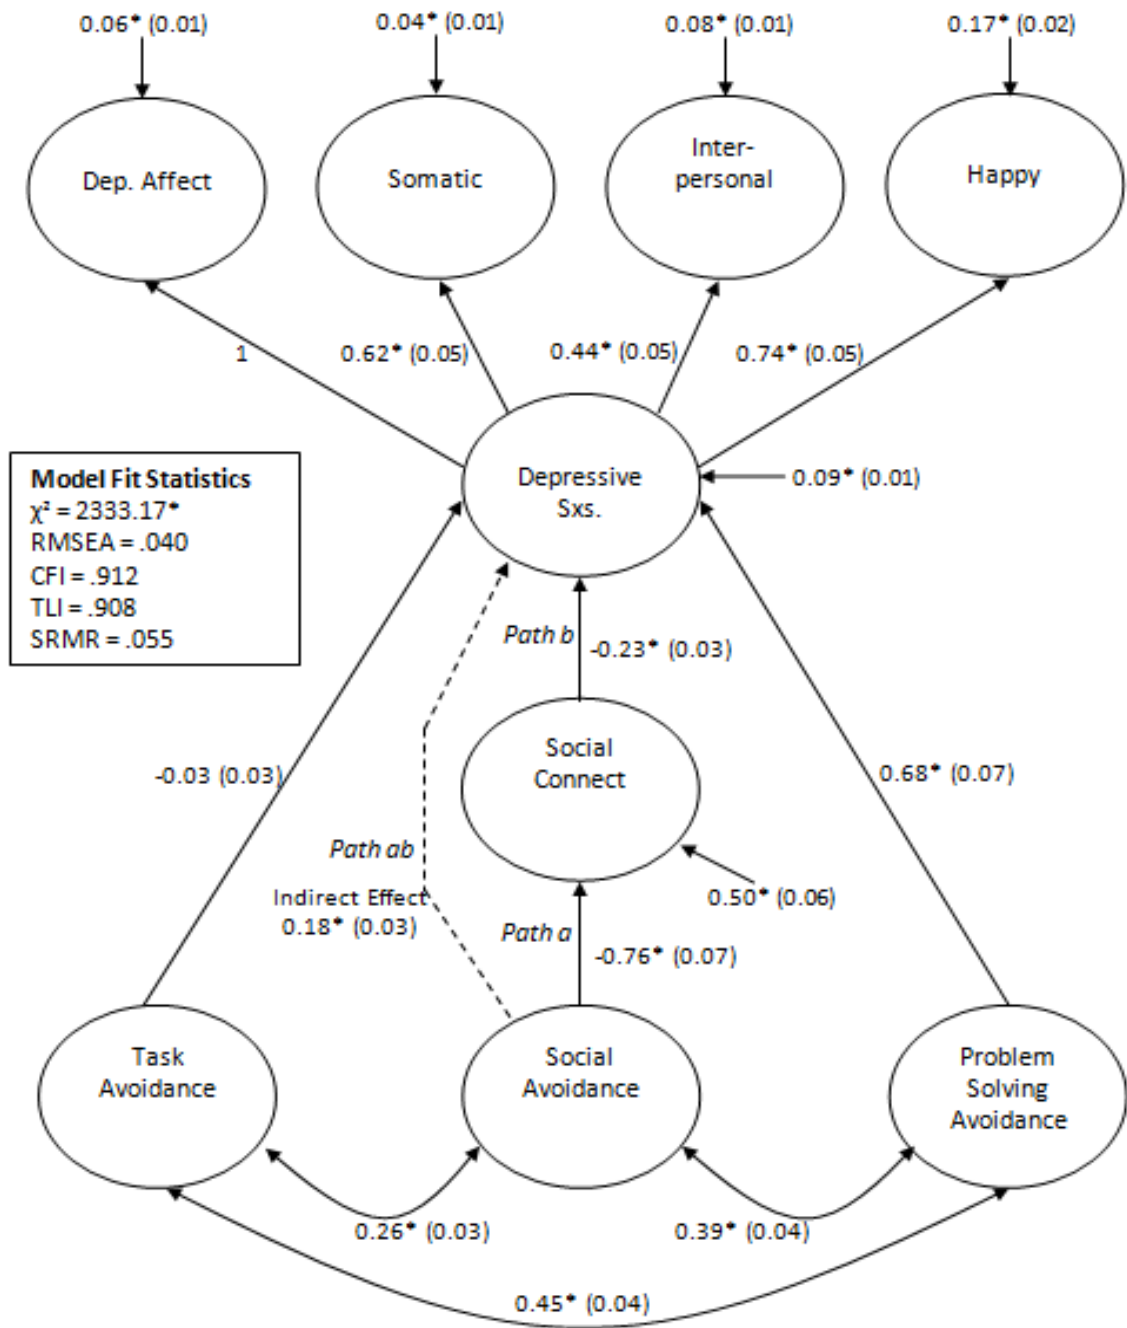 0.06* (0.01)
0.04* (0.01)
0.08* (0.01)
0.17* (0.02)
Dep. Affect
Somatic
Inter-
personal
Happy
1
0.62* (0.05)
0.44* (0.05)
0.74* (0.05)
Depressive
Sxs.
0.09* (0.01)
Model Fit Statistics
χ² = 2333.17*
RMSEA = .040
CFI = .912
TLI = .908
SRMR = .055
Path b
-0.23* (0.03)
Social
Connect
-0.03 (0.03)
0.68* (0.07)
Path ab
Indirect Effect
0.18* (0.03)
0.50* (0.06)
Path a
-0.76* (0.07)
Task
Avoidance
Social
Avoidance
Problem
Solving
Avoidance
0.26* (0.03)
0.39* (0.04)
0.45* (0.04)